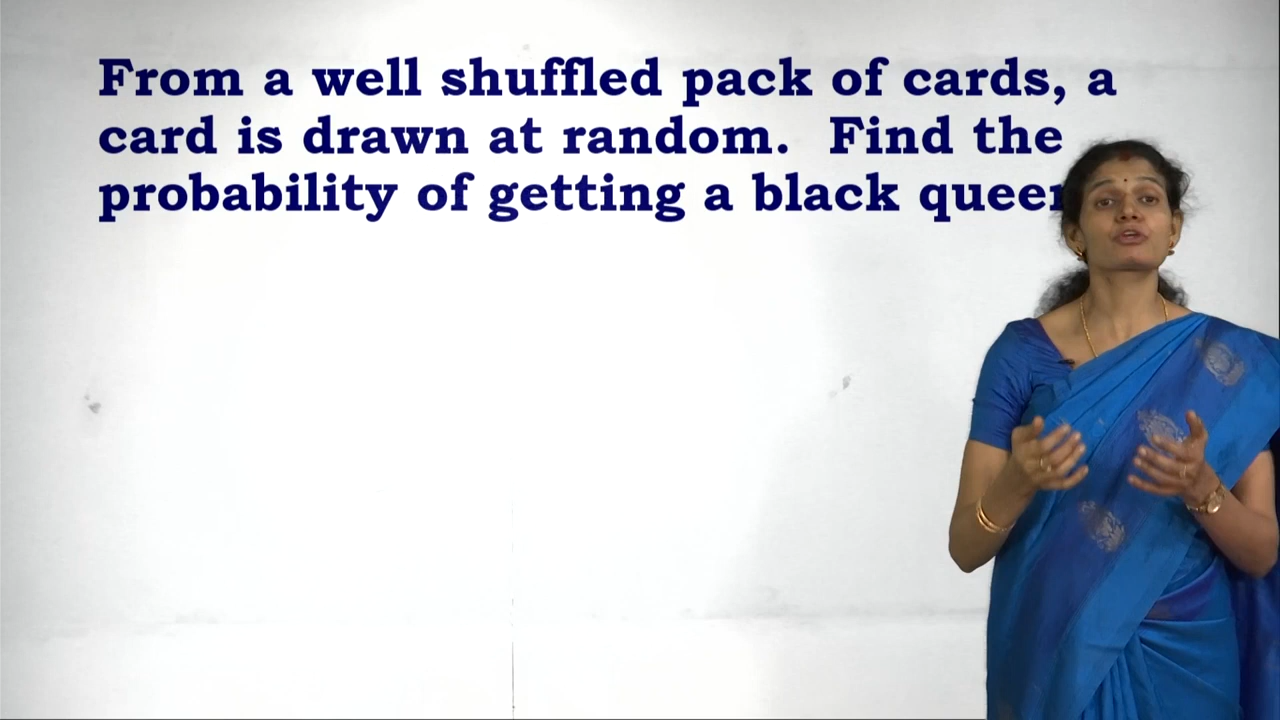 From a well shuffled pack of cards, a
card is drawn at random. Find the
probability of getting a black queen